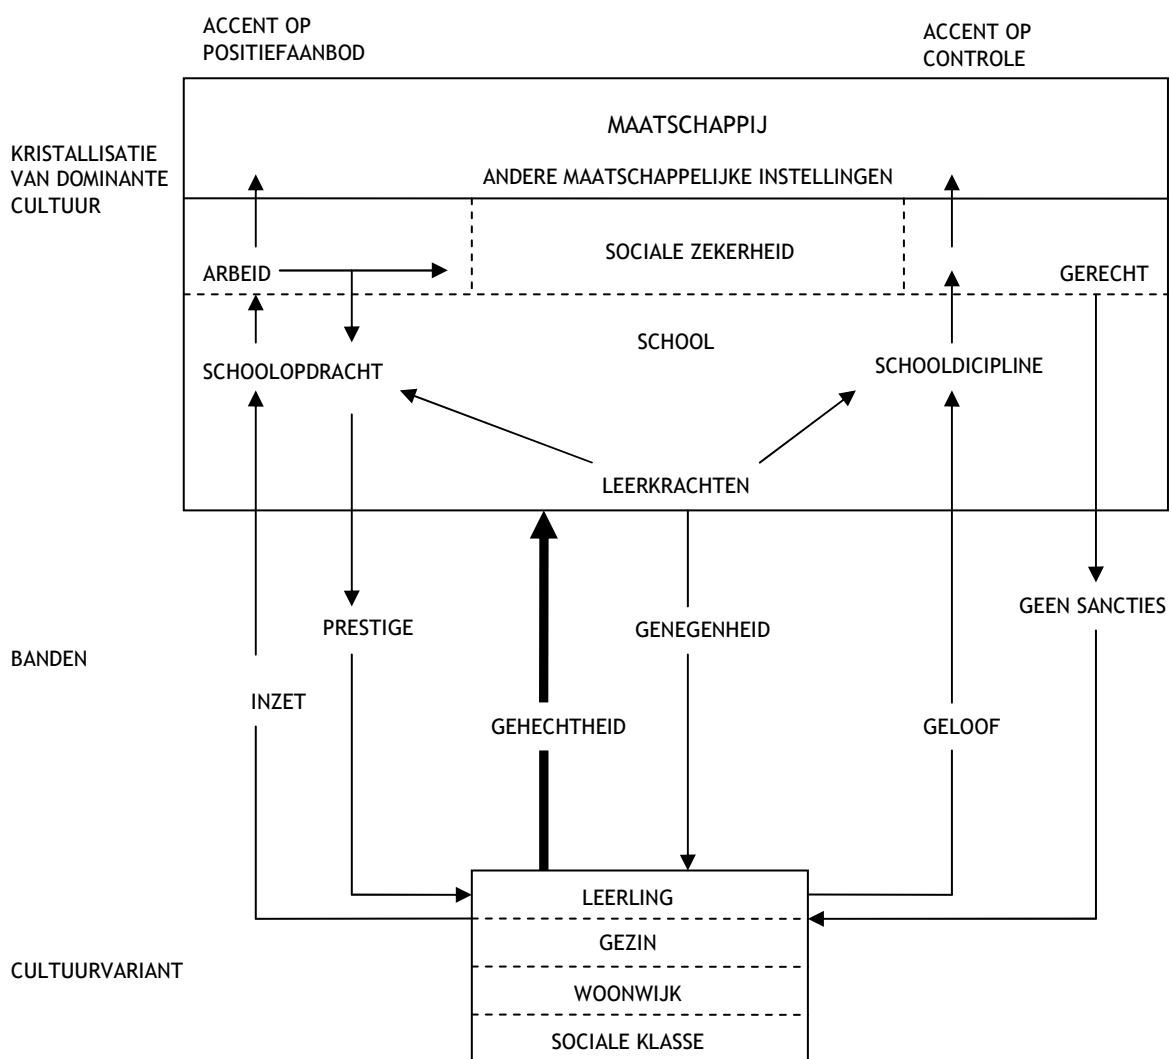 ACCENT OP
POSITIEFAANBOD
ACCENT OP
CONTROLE
MAATSCHAPPIJ
KRISTALLISATIE
VAN DOMINANTE
CULTUUR
ANDERE MAATSCHAPPELIJKE INSTELLINGEN
SOCIALE ZEKERHEID
ARBEID
GERECHT
SCHOOL
SCHOOLOPDRACHT
SCHOOLDICIPLINE
LEERKRACHTEN
GEEN SANCTIES
PRESTIGE
GENEGENHEID
BANDEN
INZET
GEHECHTHEID
GELOOF
LEERLING
GEZIN
CULTUURVARIANT
WOONWIJK
SOCIALE KLASSE